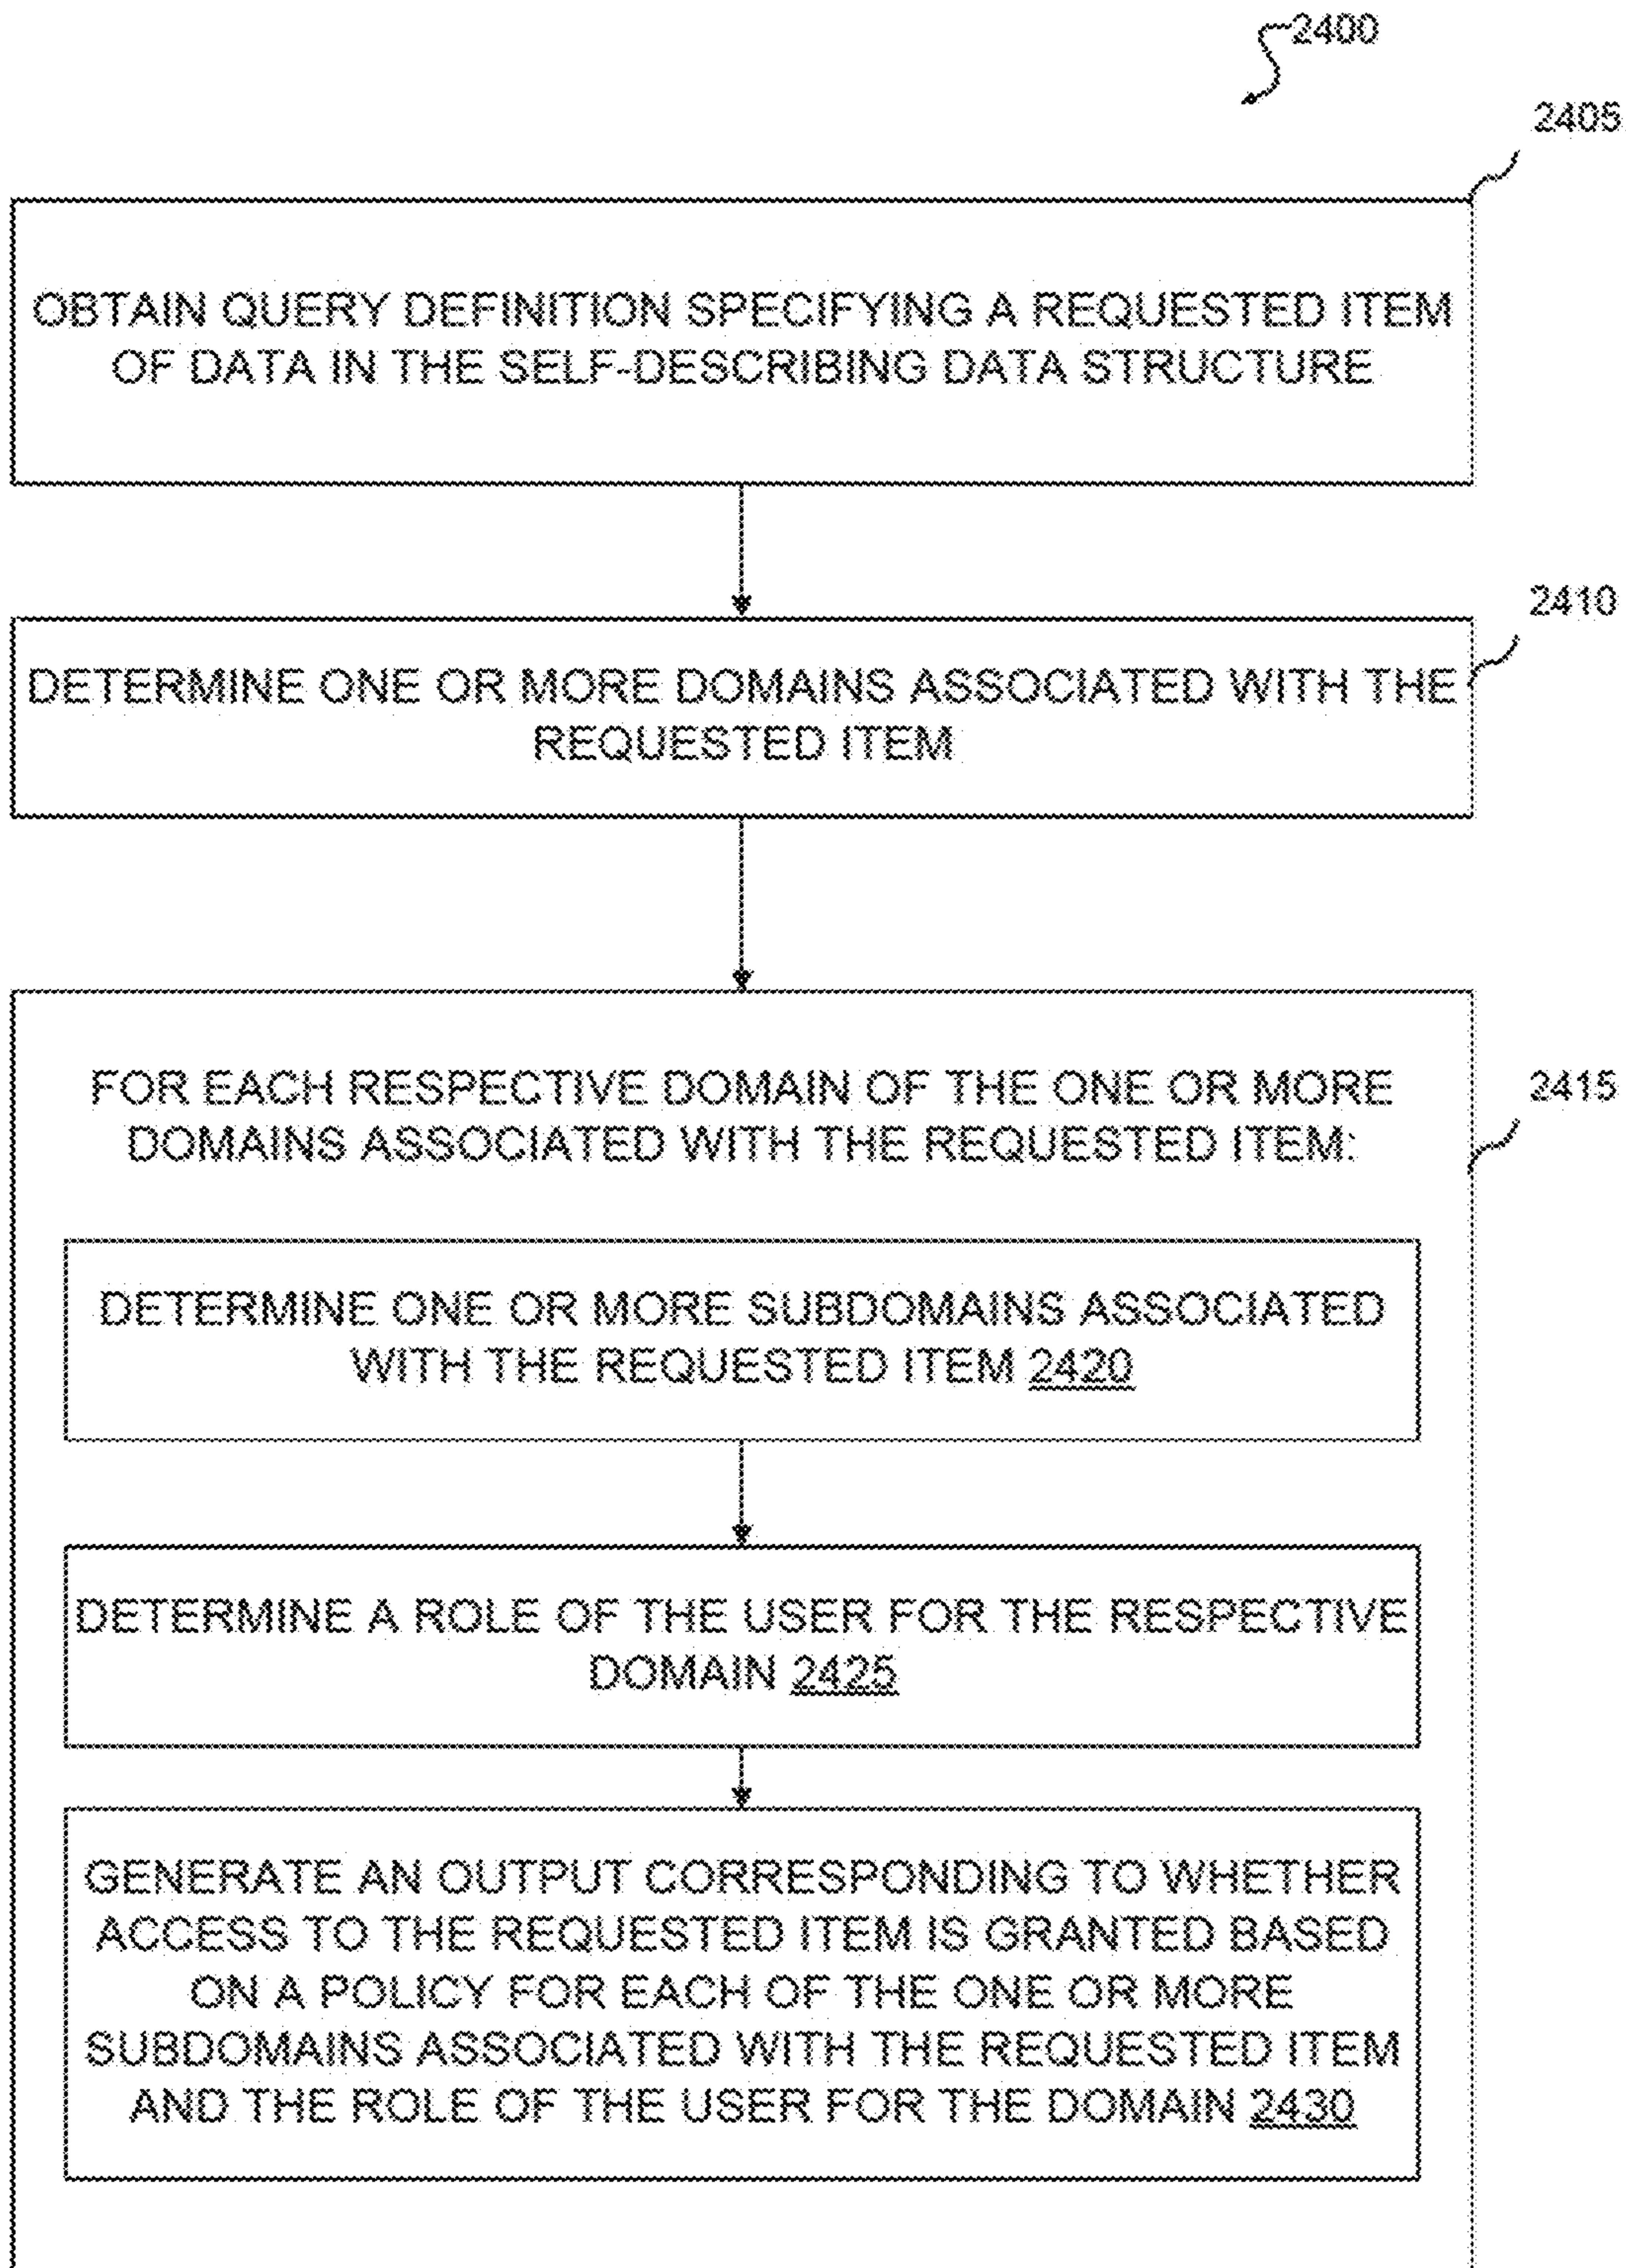 2400
2405
OBTAIN QUERY DEFINITION SPECIFYING A REQUESTED ITEM
OF DATA IN THE SELF-DESCRIBING DATA STRUCTURE
2410
DETERMINE ONE OR MORE DOMAINS ASSOCIATED WITH THE
REQUESTED ITEM
FOR EACH RESPECTIVE DOMAIN OF THE ONE OR MORE
2415
DOMAINS ASSOCIATED WITH THE REQUESTED ITEM:
DETERMINE ONE OR MORE SUBDOMAINS ASSOCIATED
WITH THE REQUESTED ITEM 2420
DETERMINE A ROLE OF THE USER FOR THE RESPECTIVE
DOMAIN 2425
GENERATE AN OUTPUT CORRESPONDING TO WHETHER
ACCESS TO THE REQUESTED ITEM IS GRANTED BASED
ON A POLICY FOR EACH OF THE ONE OR MORE
SUBDOMAINS ASSOCIATED WITH THE REQUESTED ITEM
AND THE ROLE OF THE USER FOR THE DOMAIN 2430